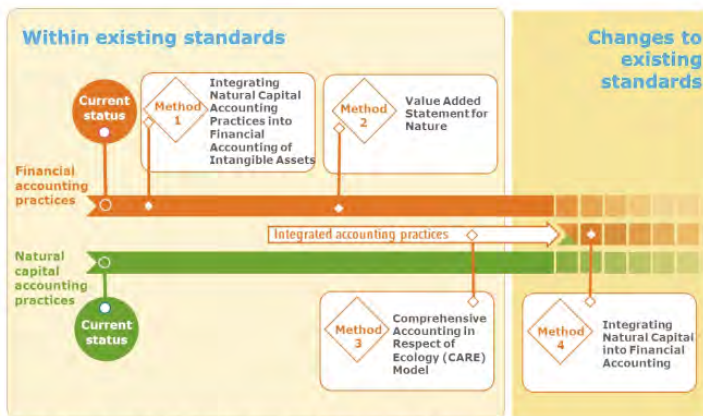 Within existing standards
Changes to
existing
standards
Current
status
Method
1
Integrating
Natural Capital
Accounting
Practices into
Financial
Accounting of
Intangible Assets
Method
2
Value Added
Statement for
Nature
Financial
accounting
practices
Integrated accounting practices
Natural
capital
accounting
practices
Current
status
Method
3
Comprehensive
Accounting in
Respect of
Ecology (CARE)
Model
Method
4
Integrating
Natural Capital
into Financial
Accounting